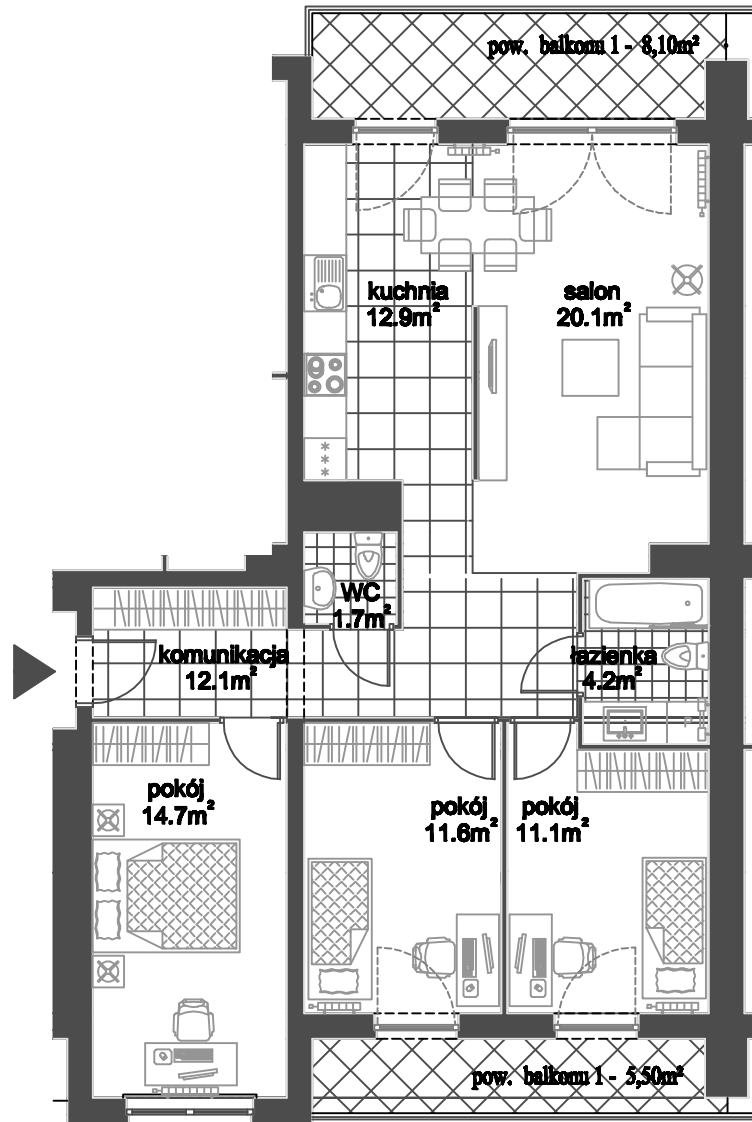 pow. balkonu 1 - 8,10m²
kuchnia
12.9m²
salon
20.1m²
WC
1.7m²
komunikacja
12.1m²
łazienka
4.2m²
pokój
14.7m²
pokój
11.6m²
pokój
11.1m²
pow. balkonu 1 - 5,50m²